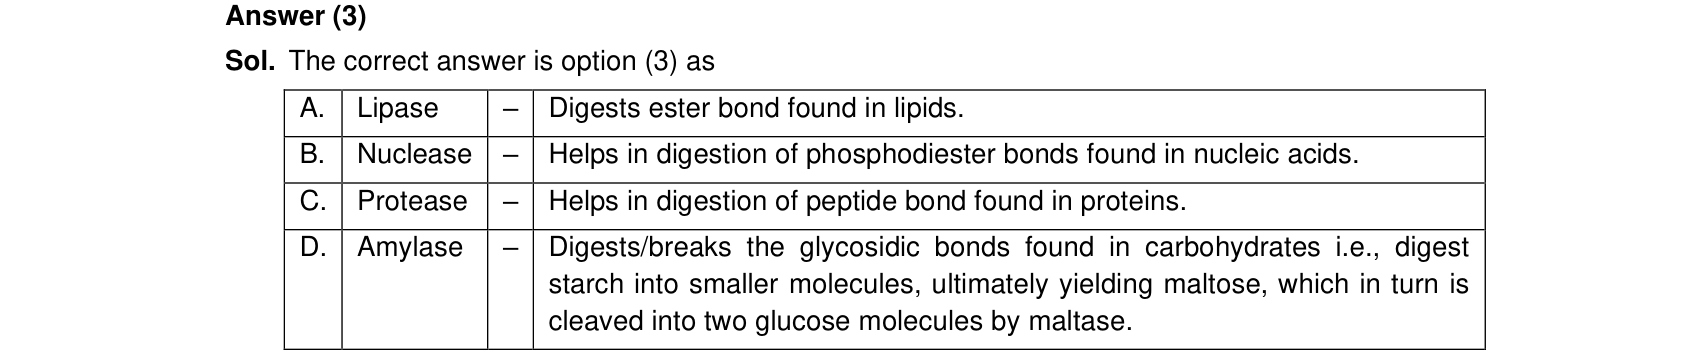 Answer (3)
Sol. The correct answer is option (3) as
A. Lipase – Digests ester bond found in lipids.
B. Nuclease – Helps in digestion of phosphodiester bonds found in nucleic acids.
C. Protease – Helps in digestion of peptide bond found in proteins.
D. Amylase – Digests/breaks the glycosidic bonds found in carbohydrates i.e., digest
starch into smaller molecules, ultimately yielding maltose, which in turn is
cleaved into two glucose molecules by maltase.